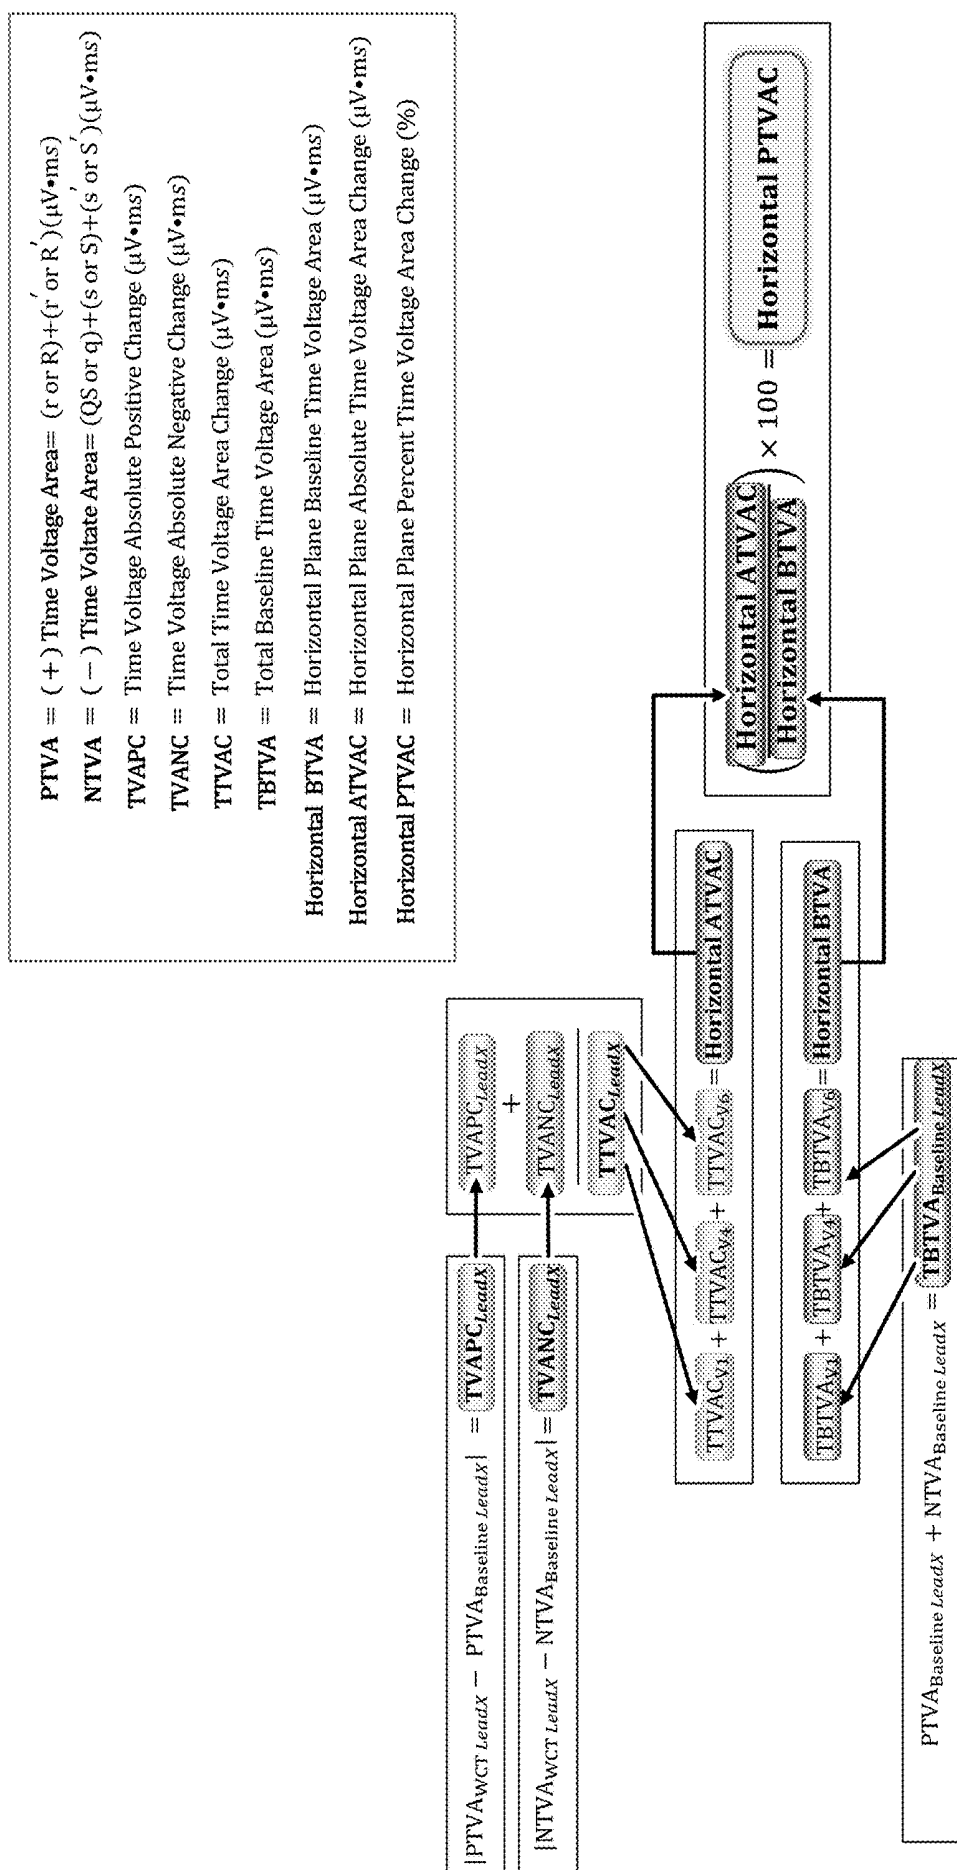 PTVA = (+) Time Voltage Area= (r or R)+(r′ or R′)(μV•ms)
NTVA = (−) Time Voltate Area= (QS or q)+(s or S)+(s′ or S′)(μV•ms)
TVAPC = Time Voltage Absolute Positive Change (μV•ms)
TVANC = Time Voltage Absolute Negative Change (μV•ms)
TTVAC = Total Time Voltage Area Change (μV•ms)
TBTVA = Total Baseline Time Voltage Area (μV•ms)
Horizontal BTVA = Horizontal Plane Baseline Time Voltage Area (μV•ms)
Horizontal ATVAC = Horizontal Plane Absolute Time Voltage Area Change (μV•ms)
Horizontal PTVAC = Horizontal Plane Percent Time Voltage Area Change (%)
|PTVA_WCT LeadX − PTVA_Baseline LeadX| = TVAPC_LeadX
|NTVA_WCT LeadX − NTVA_Baseline LeadX| = TVANC_LeadX
TVAPC_LeadX
+
TVANC_LeadX
TTVAC_LeadX
TTVAC_V1 + TTVAC_V4 + TTVAC_V6 = Horizontal ATVAC
TBTVA_V1 + TBTVA_V4 + TBTVA_V6 = Horizontal BTVA
PTVA_Baseline LeadX + NTVA_Baseline LeadX = TBTVA_Baseline LeadX
(Horizontal ATVAC
Horizontal BTVA) × 100 = Horizontal PTVAC